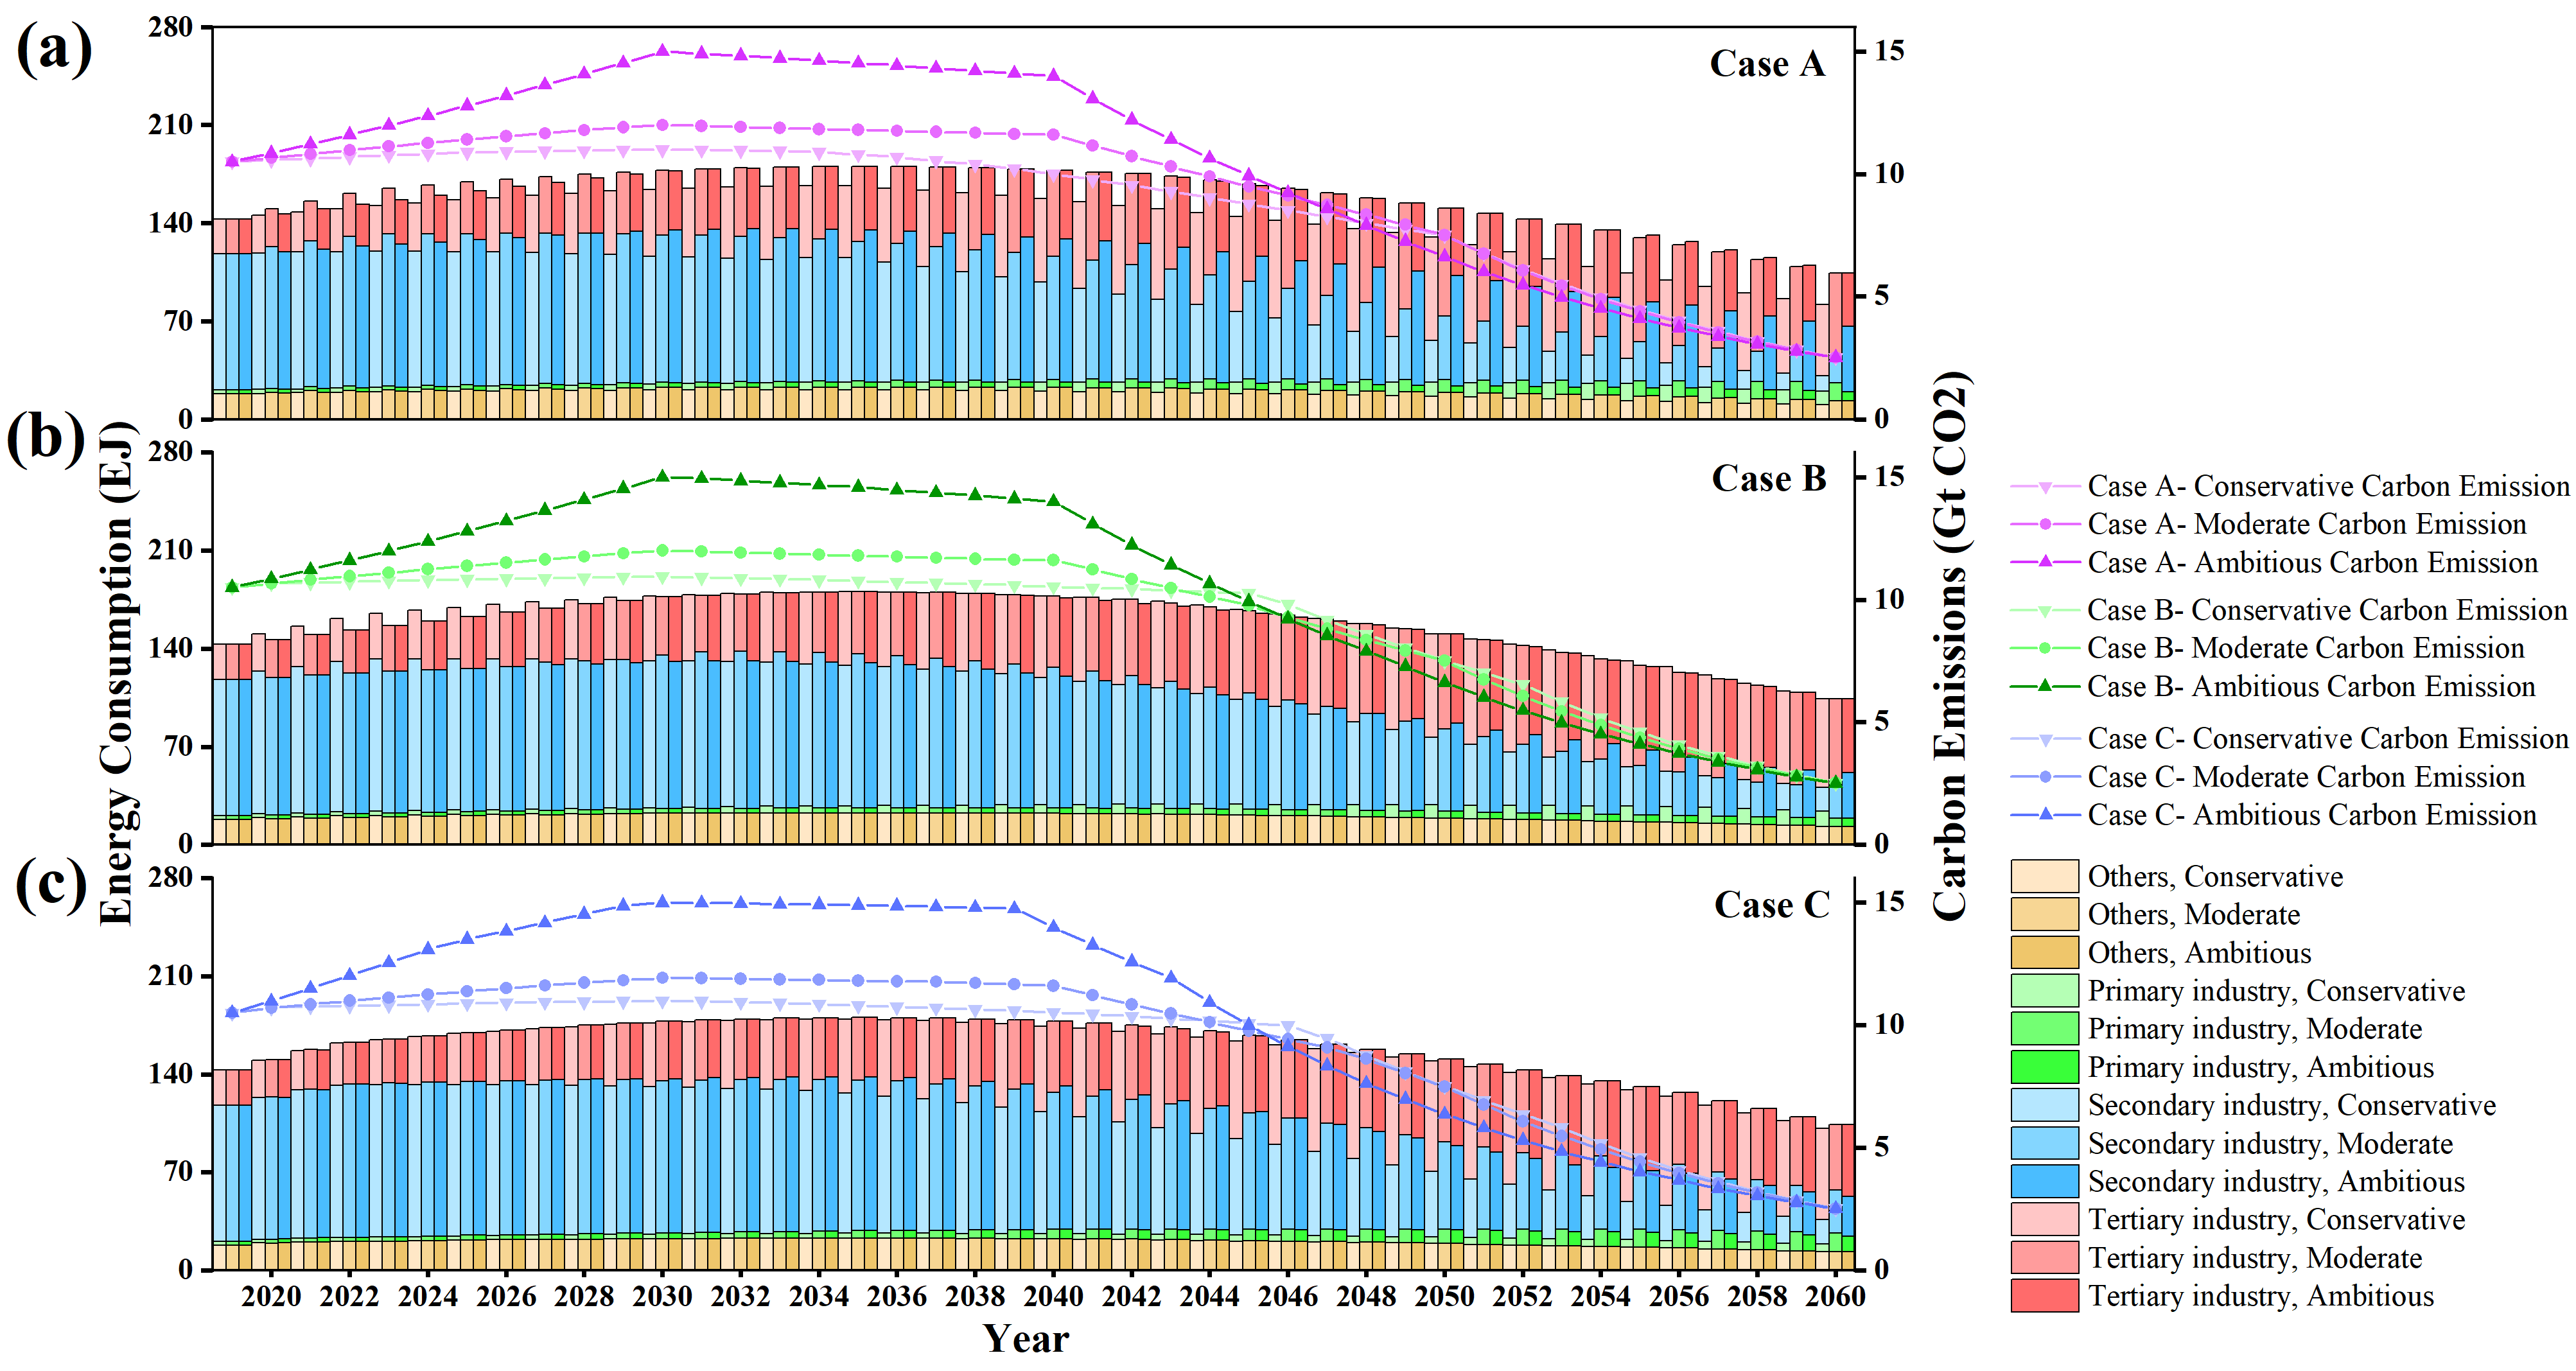 (a)
280
210
140
70
0
Case A
15
10
5
0
(b)
280
210
140
70
0
Case B
15
10
5
0
(c)
280
210
140
70
0
Case C
15
10
5
0
Energy Consumption (EJ)
Carbon Emissions (Gt CO2)
2020 2022 2024 2026 2028 2030 2032 2034 2036 2038 2040 2042 2044 2046 2048 2050 2052 2054 2056 2058 2060
Year
Case A- Conservative Carbon Emission
Case A- Moderate Carbon Emission
Case A- Ambitious Carbon Emission
Case B- Conservative Carbon Emission
Case B- Moderate Carbon Emission
Case B- Ambitious Carbon Emission
Case C- Conservative Carbon Emission
Case C- Moderate Carbon Emission
Case C- Ambitious Carbon Emission
Others, Conservative
Others, Moderate
Others, Ambitious
Primary industry, Conservative
Primary industry, Moderate
Primary industry, Ambitious
Secondary industry, Conservative
Secondary industry, Moderate
Secondary industry, Ambitious
Tertiary industry, Conservative
Tertiary industry, Moderate
Tertiary industry, Ambitious